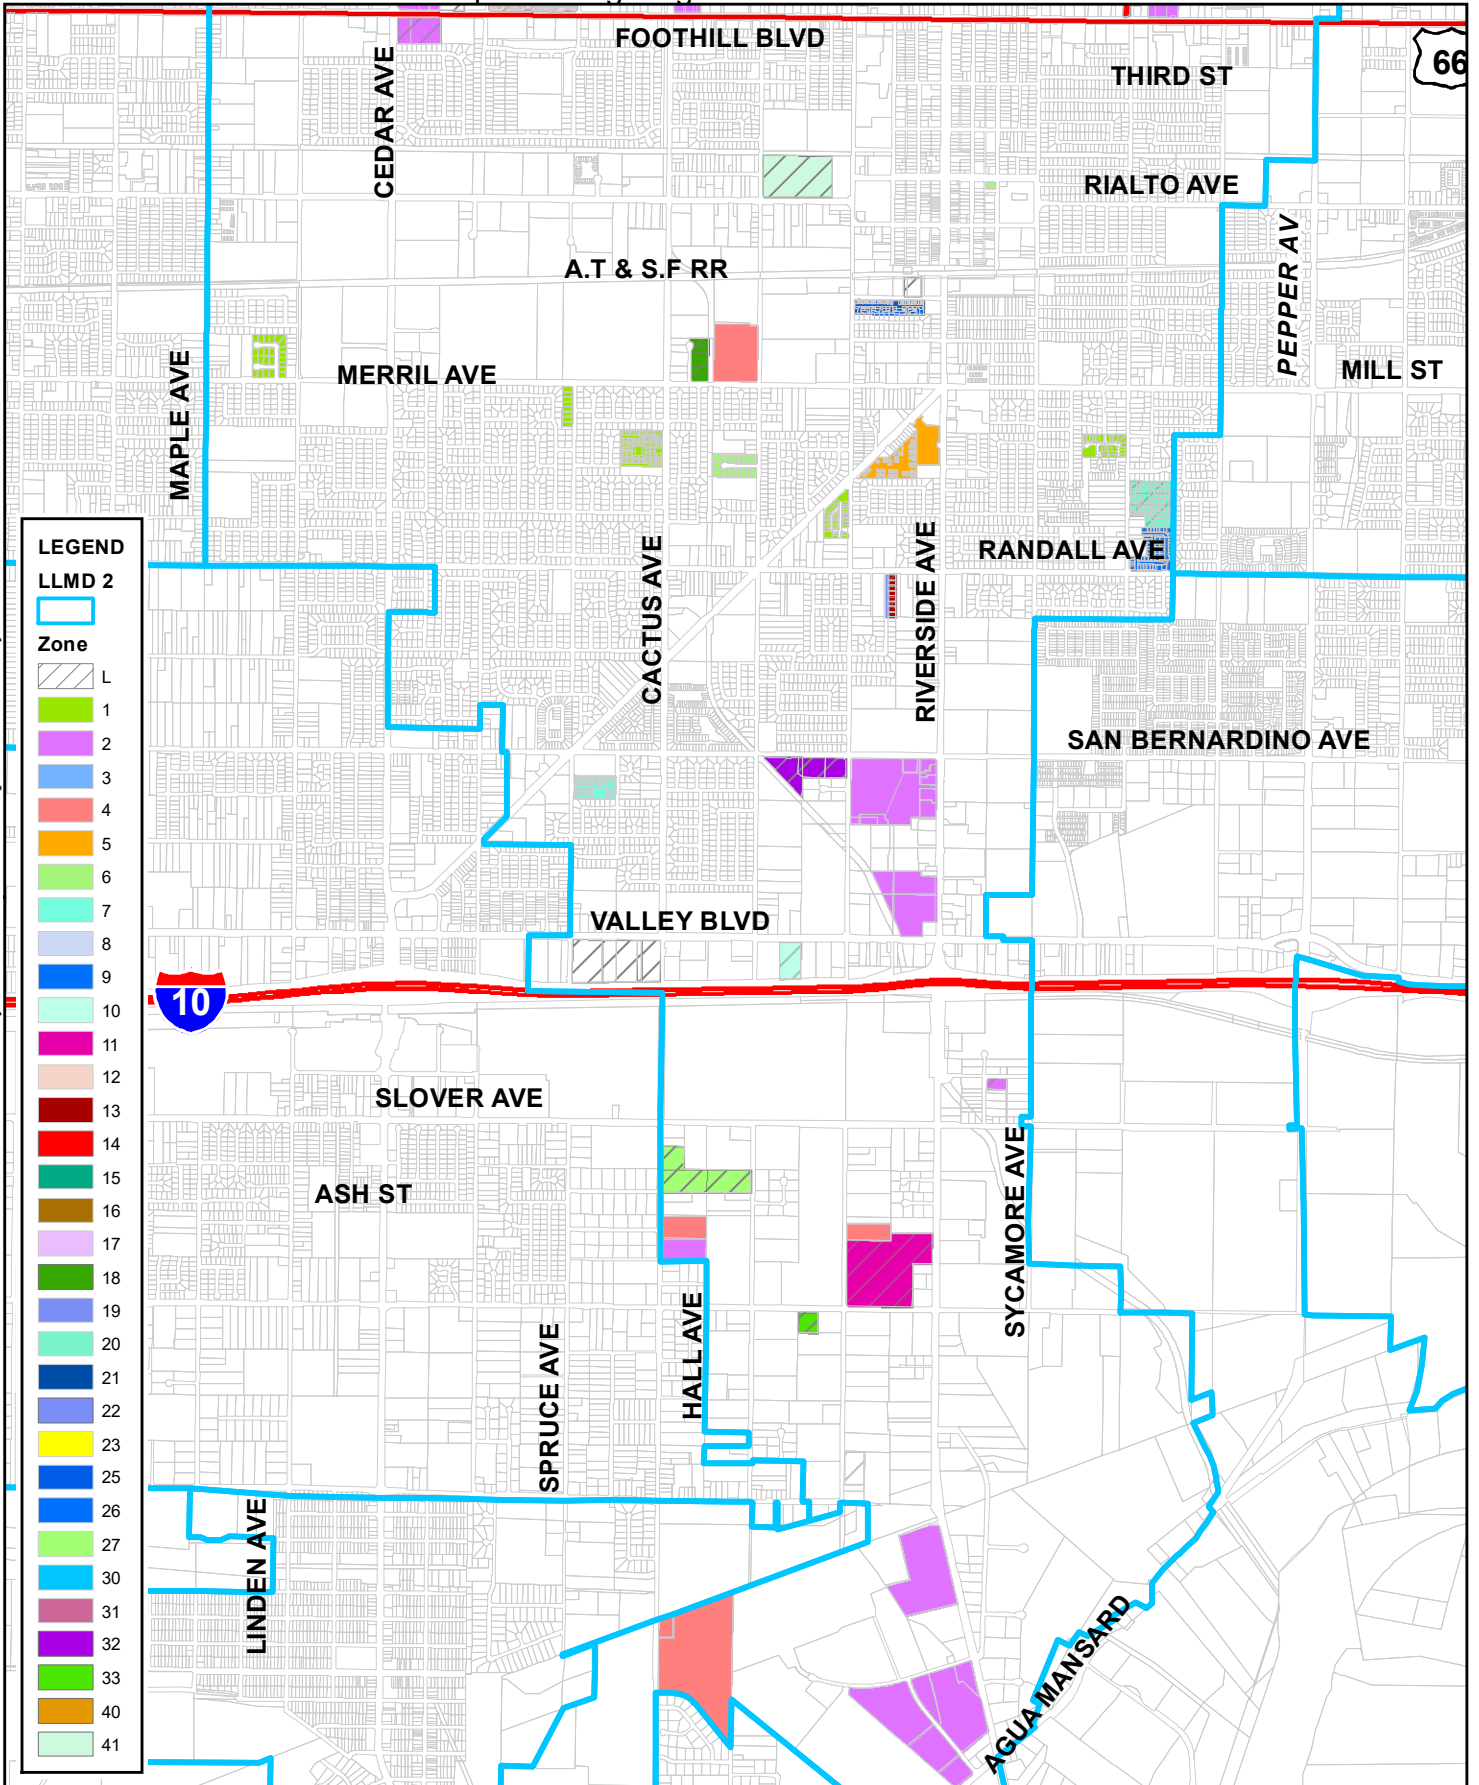 FOOTHILL BLVD
66
THIRD ST
CEDAR AVE
RIALTO AVE
PEPPER AV
A.T & S.F RR
MERRIL AVE
MILL ST
MAPLE AVE
CACTUS AVE
RIVERSIDE AVE
RANDALL AVE
SAN BERNARDINO AVE
VALLEY BLVD
10
SLOVER AVE
ASH ST
SYCAMORE AVE
HALL AVE
SPRUCE AVE
LINDEN AVE
AGUA MANSARD
LEGEND
LLMD 2
Zone
L
1
2
3
4
5
6
7
8
9
10
11
12
13
14
15
16
17
18
19
20
21
22
23
25
26
27
30
31
32
33
40
41